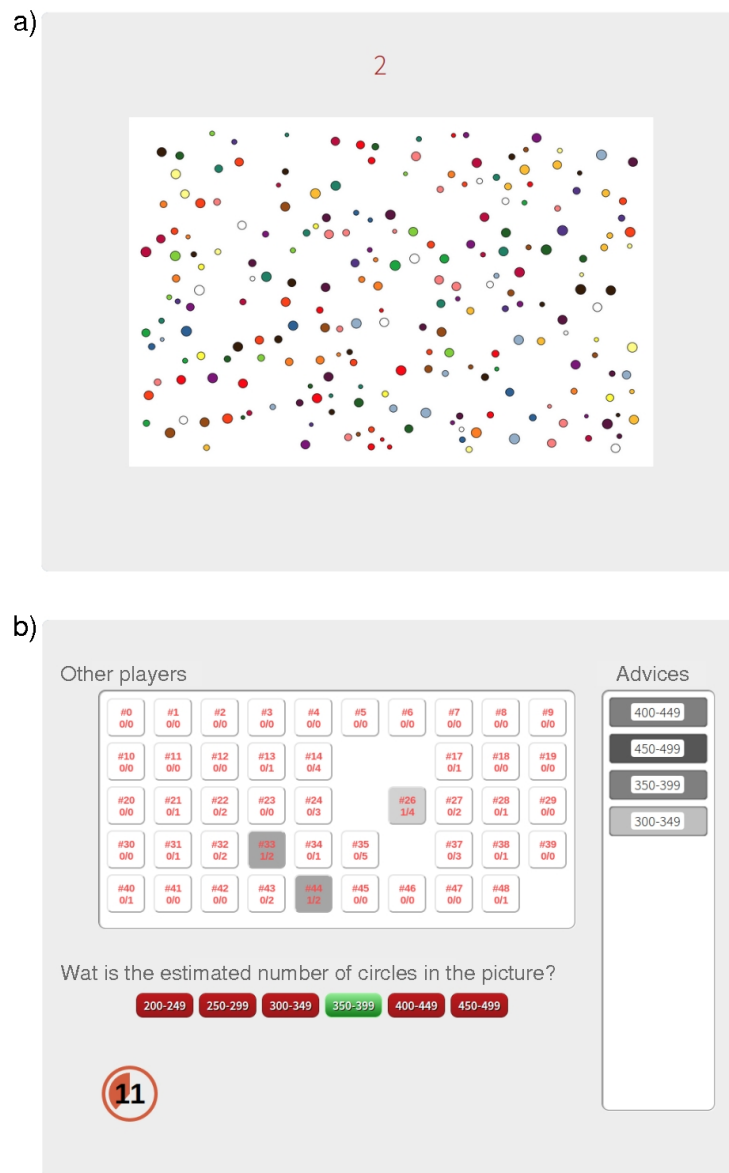 a)
2
b)
Other players
Advices
#0 #1 #2 #3 #4 #5 #6 #7 #8 #9
0/0 0/0 0/0 0/0 0/0 0/0 0/0 0/0 0/0 0/0
#10 #11 #12 #13 #14 #17 #18 #19
0/0 0/0 0/0 0/1 0/4 0/1 0/0 0/0
#20 #21 #22 #23 #24 #26 #27 #28 #29
0/0 0/1 0/2 0/0 0/3 1/4 0/2 0/1 0/0
#30 #31 #32 #33 #34 #35 #37 #38 #39
0/0 0/1 0/2 1/2 0/1 0/5 0/3 0/1 0/0
#40 #41 #42 #43 #44 #45 #46 #47 #48
0/1 0/0 0/0 0/2 1/2 0/0 0/0 0/0 0/1
400-449
450-499
350-399
300-349
Wat is the estimated number of circles in the picture?
200-249 250-299 300-349 350-399 400-449 450-499
11